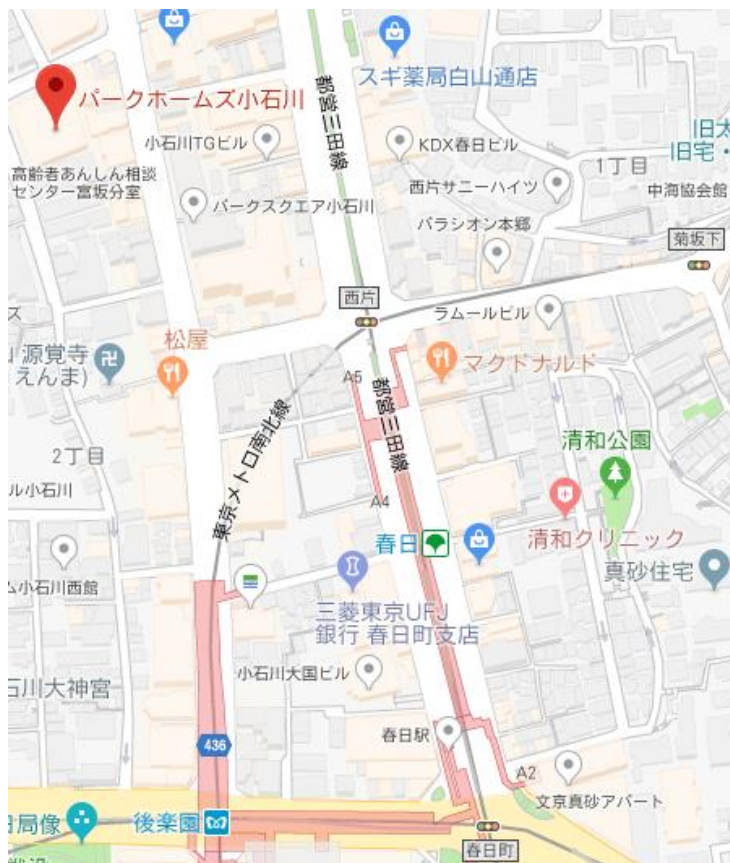 パークホームズ小石川
スギ薬局白山通店
都営三田線
小石川TGビル
KDX春日ビル
旧太
旧宅・
1丁目
高齢者あんしん相談
センター富坂分室
西片サニーハイツ
中海協会館
パークスクエア小石川
パラシオン本郷
菊坂下
西片
ラムールビル
ズ
松屋
源覚寺
えんま)
マクドナルド
A5
都営三田線
東京メトロ南北線
2丁目
清和公園
ル小石川
A4
春日
清和クリニック
ム小石川西館
三菱東京UFJ
銀行 春日町支店
真砂住宅
小石川大国ビル
石川大神宮
春日駅
436
A2
文京真砂アパート
局像
後楽園
春日町